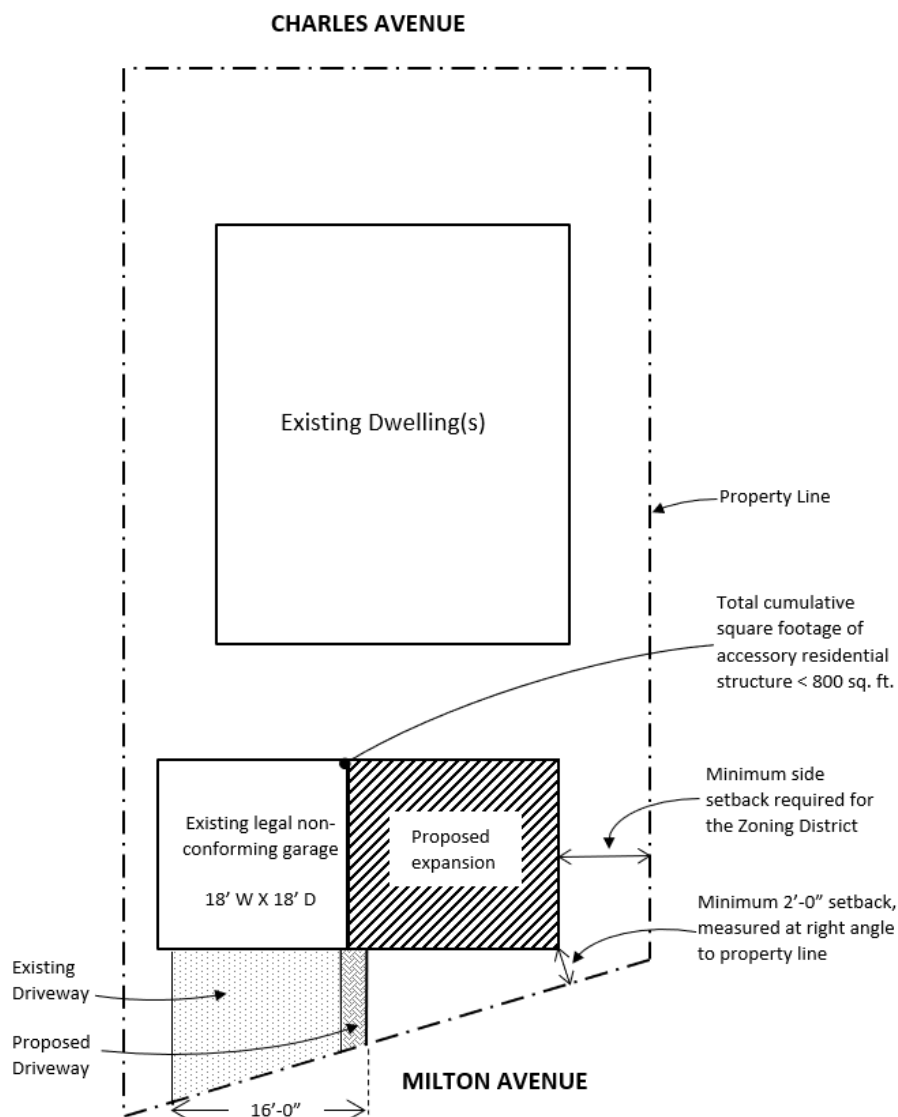 CHARLES AVENUE
Existing Dwelling(s)
Property Line
Total cumulative
square footage of
accessory residential
structure < 800 sq. ft.
Minimum side
setback required for
the Zoning District
Existing legal non-
conforming garage
18’ W X 18’ D
Proposed
expansion
Minimum 2’-0” setback,
measured at right angle
to property line
Existing
Driveway
Proposed
Driveway
MILTON AVENUE
16’-0”